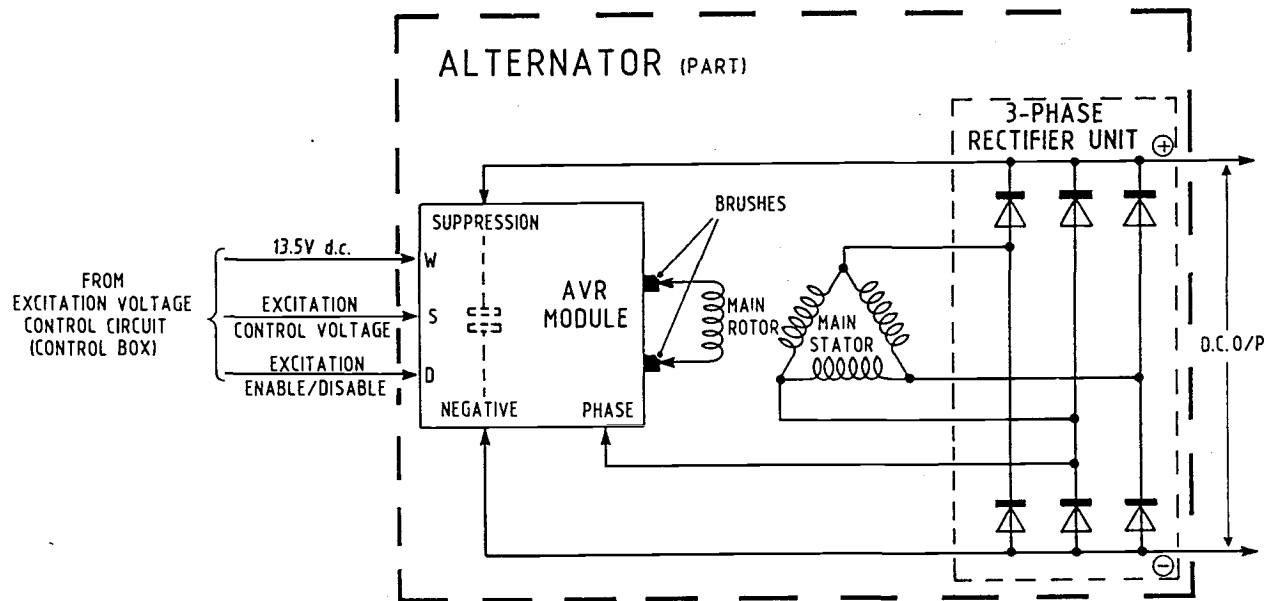 ALTERNATOR (PART)
3-PHASE
RECTIFIER UNIT
+
BRUSHES
SUPPRESSION
13.5V d.c.
W
FROM
EXCITATION VOLTAGE
CONTROL CIRCUIT
(CONTROL BOX)
EXCITATION
CONTROL VOLTAGE
S
AVR
MODULE
MAIN
ROTOR
MAIN
STATOR
D.C. O/P
EXCITATION
ENABLE/DISABLE
D
NEGATIVE
PHASE
-